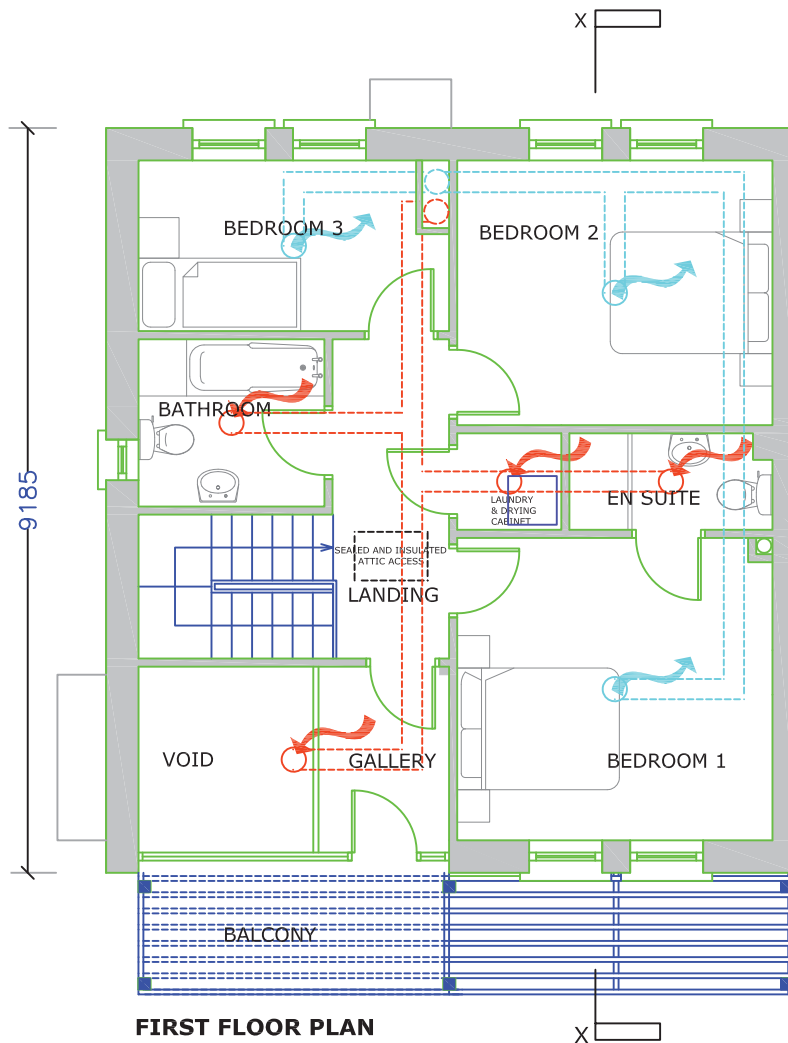 X
BEDROOM 3
BEDROOM 2
BATHROOM
9185
EN SUITE
LAUNDRY
& DRYING
CABINET
SEALED AND INSULATED
ATTIC ACCESS
LANDING
VOID
GALLERY
BEDROOM 1
BALCONY
FIRST FLOOR PLAN
X